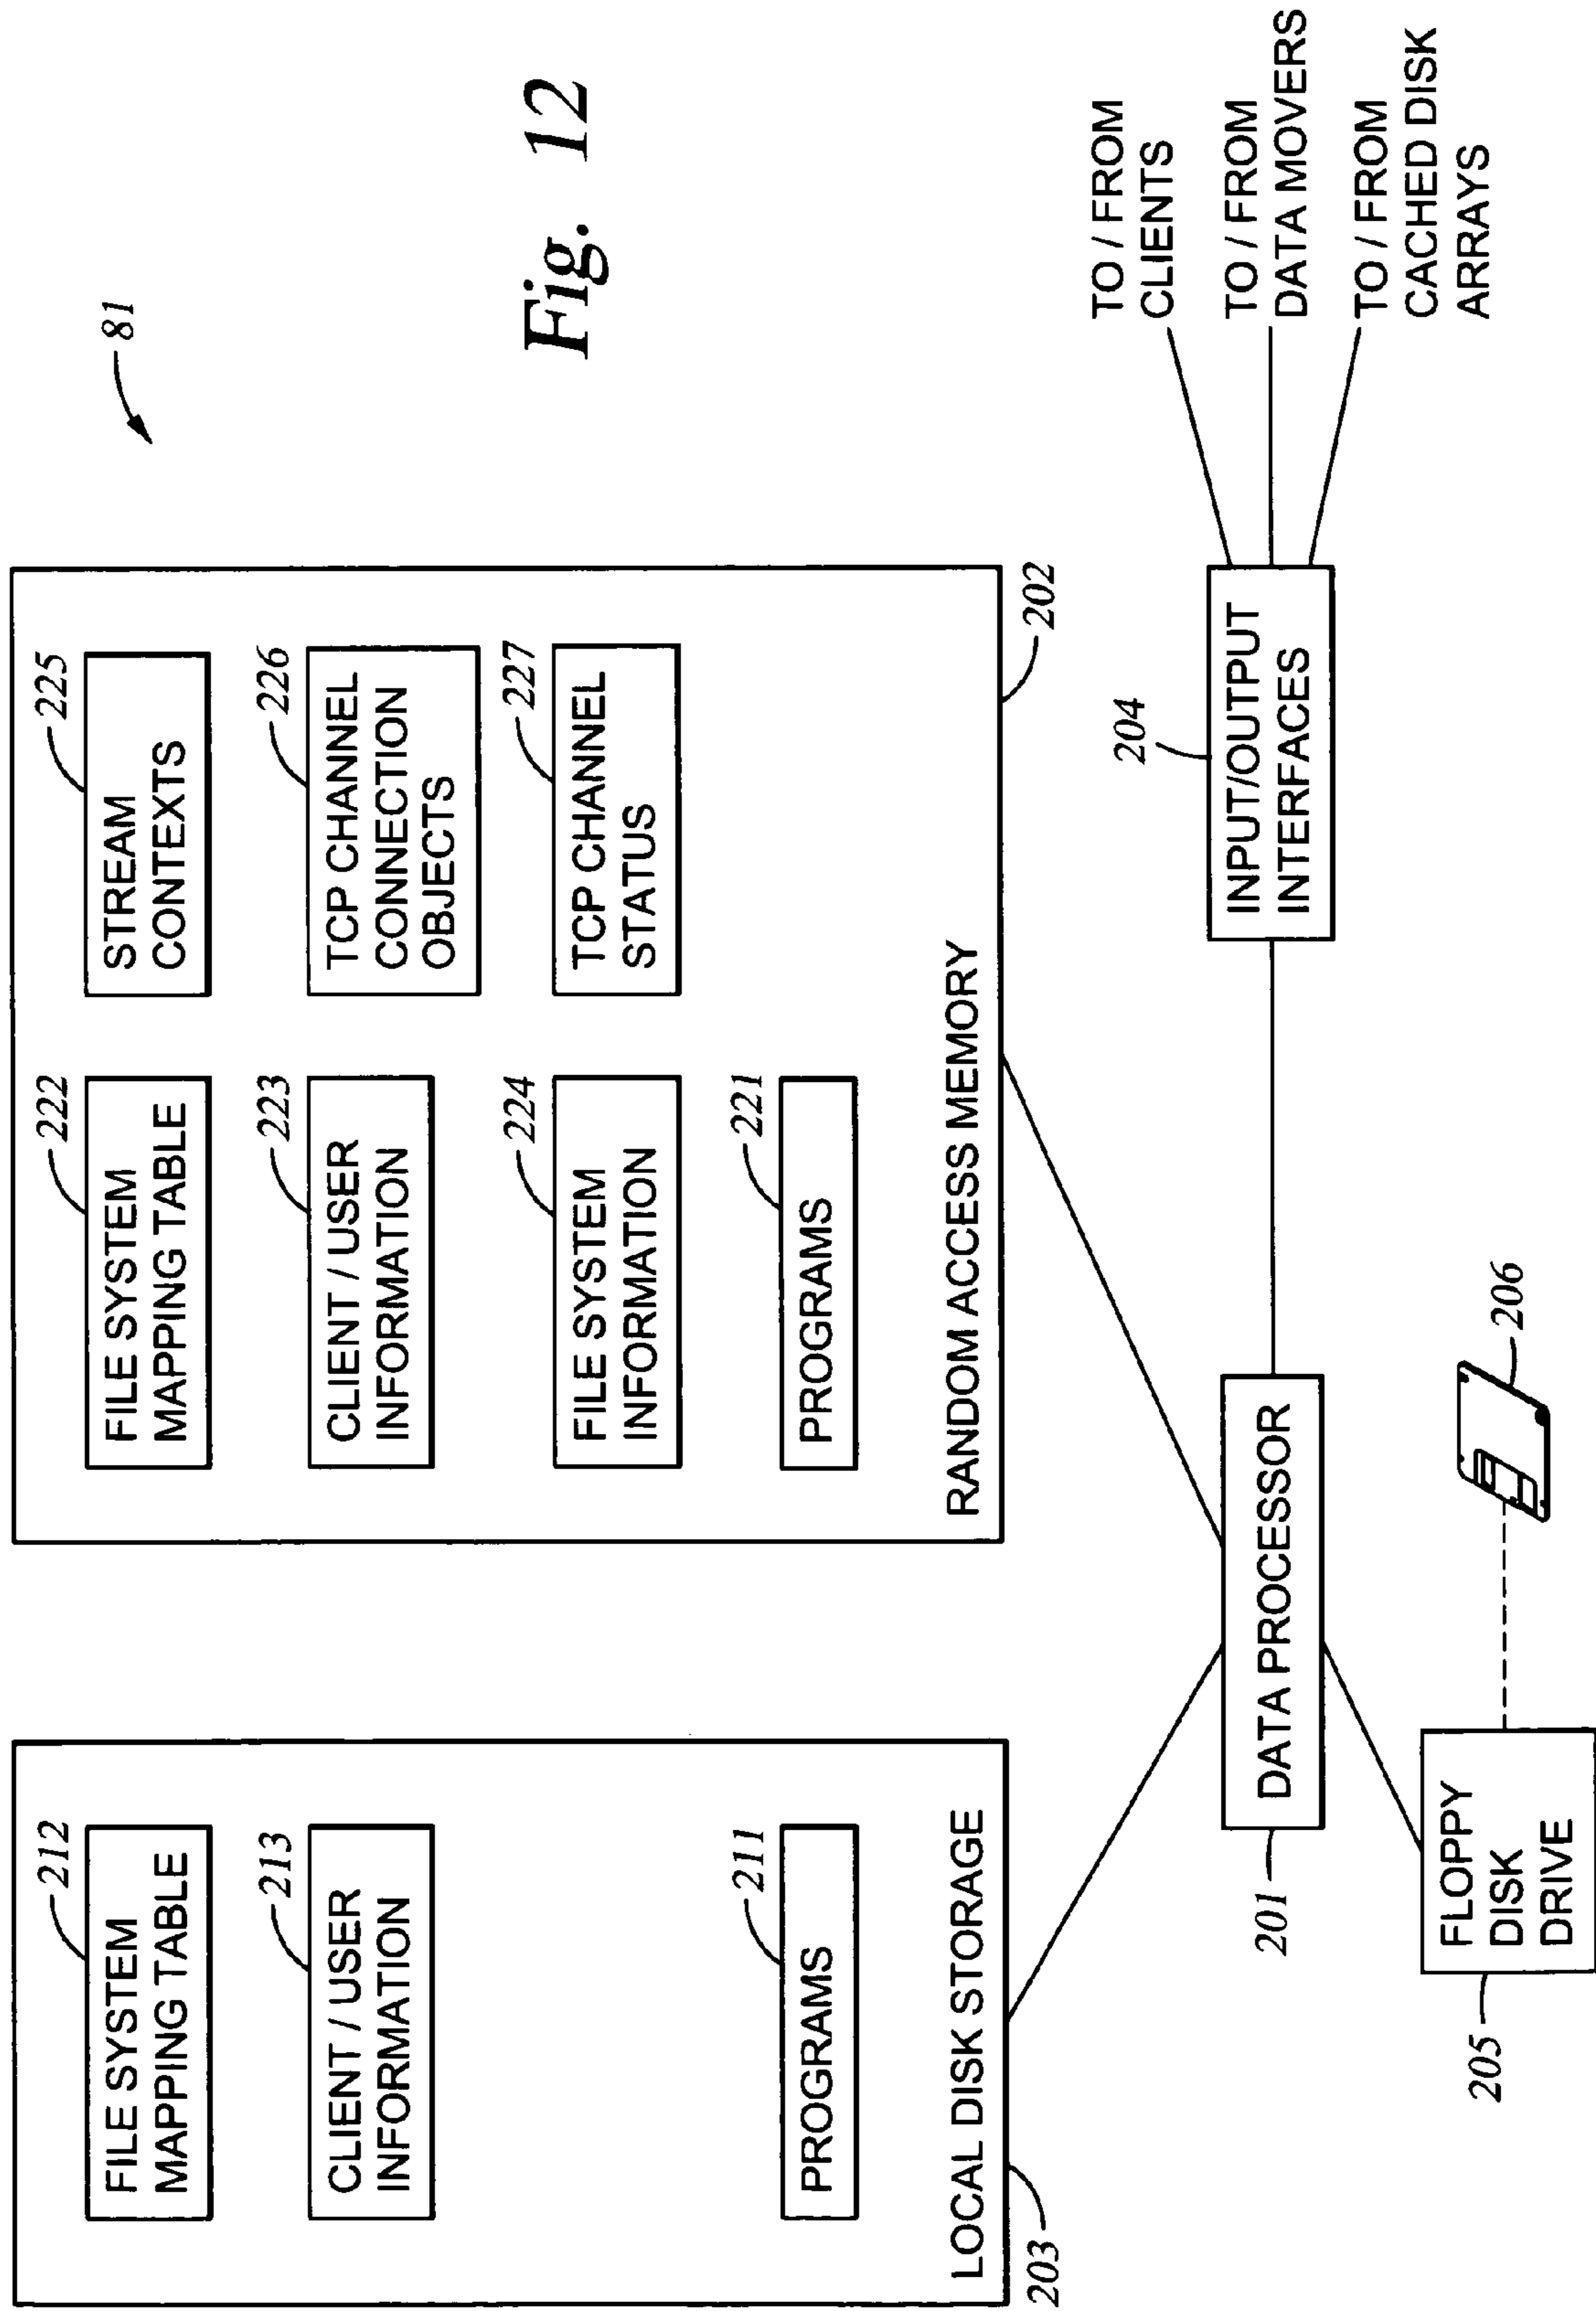 81
Fig. 12
212
FILE SYSTEM
MAPPING TABLE
213
CLIENT / USER
INFORMATION
211
PROGRAMS
LOCAL DISK STORAGE
203
222
FILE SYSTEM
MAPPING TABLE
223
CLIENT / USER
INFORMATION
224
FILE SYSTEM
INFORMATION
221
PROGRAMS
225
STREAM
CONTEXTS
226
TCP CHANNEL
CONNECTION
OBJECTS
227
TCP CHANNEL
STATUS
RANDOM ACCESS MEMORY
202
201
DATA PROCESSOR
204
INPUT/OUTPUT
INTERFACES
TO / FROM
CLIENTS
TO / FROM
DATA MOVERS
TO / FROM
CACHED DISK
ARRAYS
205
FLOPPY
DISK
DRIVE
206